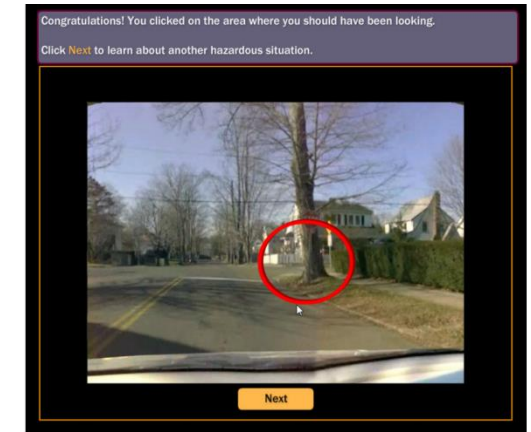 Congratulations! You clicked on the area where you should have been looking.
Click Next to learn about another hazardous situation.
Next